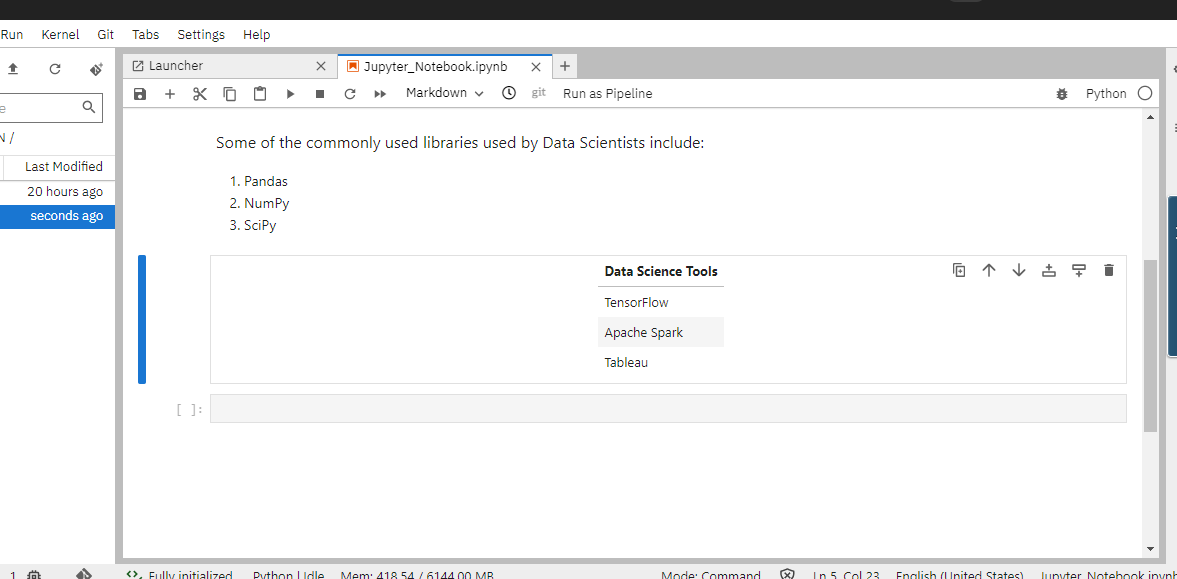 Run Kernel Git Tabs Settings Help
Launcher
Jupyter_Notebook.ipynb
Markdown git Run as Pipeline Python
/
Last Modified
20 hours ago
seconds ago
Some of the commonly used libraries used by Data Scientists include:
1. Pandas
2. NumPy
3. SciPy
Data Science Tools
TensorFlow
Apache Spark
Tableau
[ ]:
1 Fully initialized Python | Idle Mem: 418.54 / 6144.00 MB Mode: Command Ln 5, Col 23 English (United States) Jupyter_Notebook.ipynb